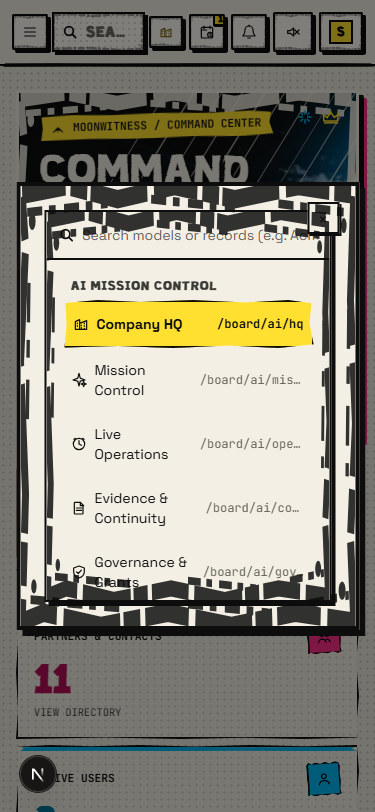 SEA...
1
S
MOONWITNESS / COMMAND CENTER
COMMAND
Search models or records (e.g.
AI MISSION CONTROL
Company HQ /board/ai/hq
Mission
Control
/board/ai/mis…
Live
Operations
/board/ai/ope…
Evidence &
Continuity
/board/ai/co…
Governance &
Grants
/board/ai/gov
PARTNERS & CONTACTS
11
VIEW DIRECTORY
N
IVE USERS